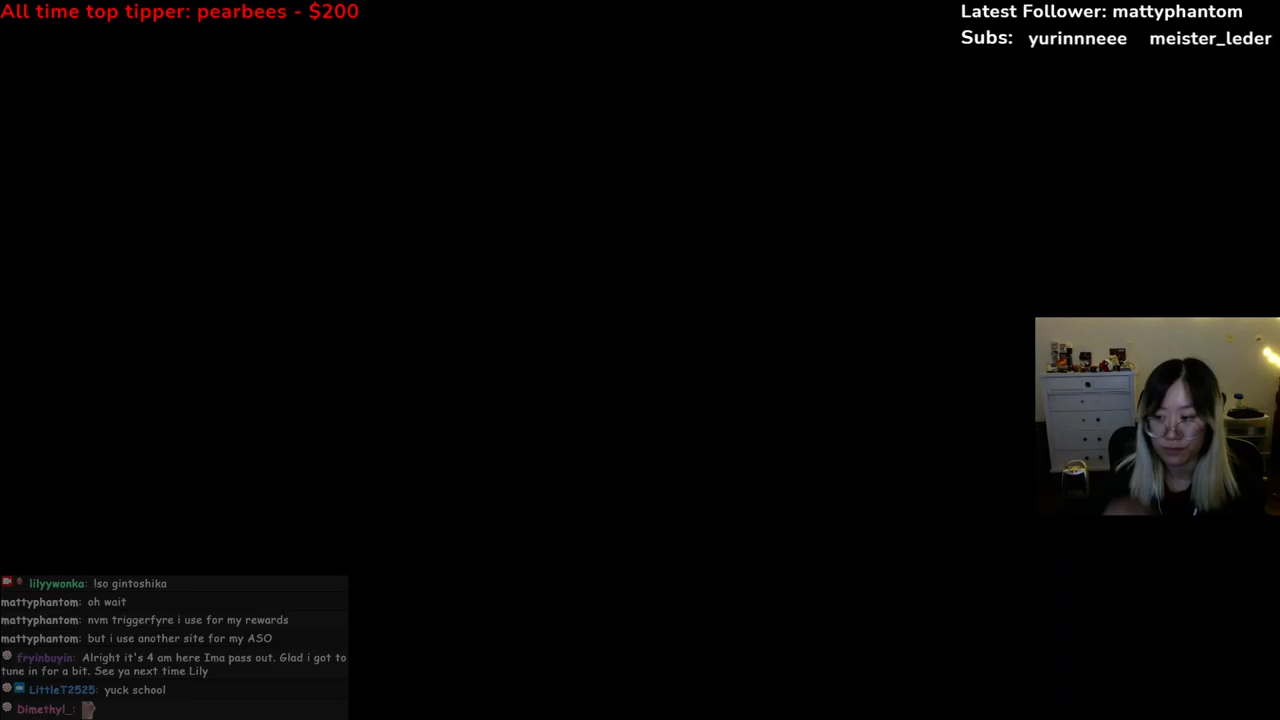 All time top tipper: pearbees - $200
Latest Follower: mattyphantom
Subs: yurinnneee meister_leder
lilyywonka: !so gintoshika
mattyphantom: oh wait
mattyphantom: nvm triggerfyre i use for my rewards
mattyphantom: but i use another site for my ASO
fryinbuyin: Alright it's 4 am here Ima pass out. Glad i got to
tune in for a bit. See ya next time Lily
LittleT2525: yuck school
Dimethyl_: